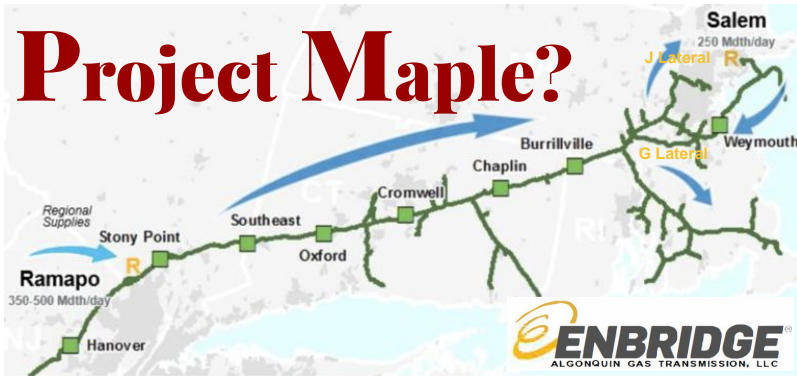 Project Maple?
Salem
250 Mdth/day
J Lateral
R
Weymouth
G Lateral
Burrillville
Chaplin
Cromwell
CT
RI
Southeast
Oxford
Regional
Supplies
Stony Point
R
Ramapo
350-500 Mdth/day
NJ
Hanover
ENBRIDGE
ALGONQUIN GAS TRANSMISSION, LLC